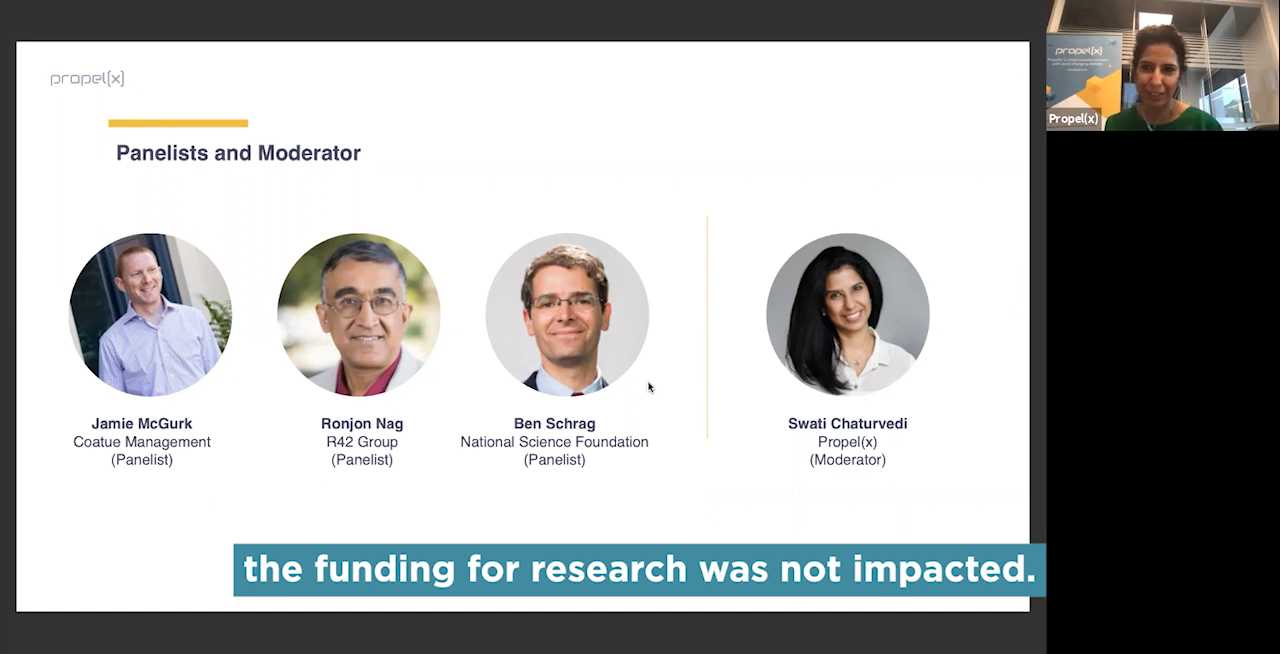 propel(x)
Panelists and Moderator
Jamie McGurk
Coatue Management
(Panelist)
Ronjon Nag
R42 Group
(Panelist)
Ben Schrag
National Science Foundation
(Panelist)
Swati Chaturvedi
Propel(x)
(Moderator)
the funding for research was not impacted.
propel(x)
Propel(x)